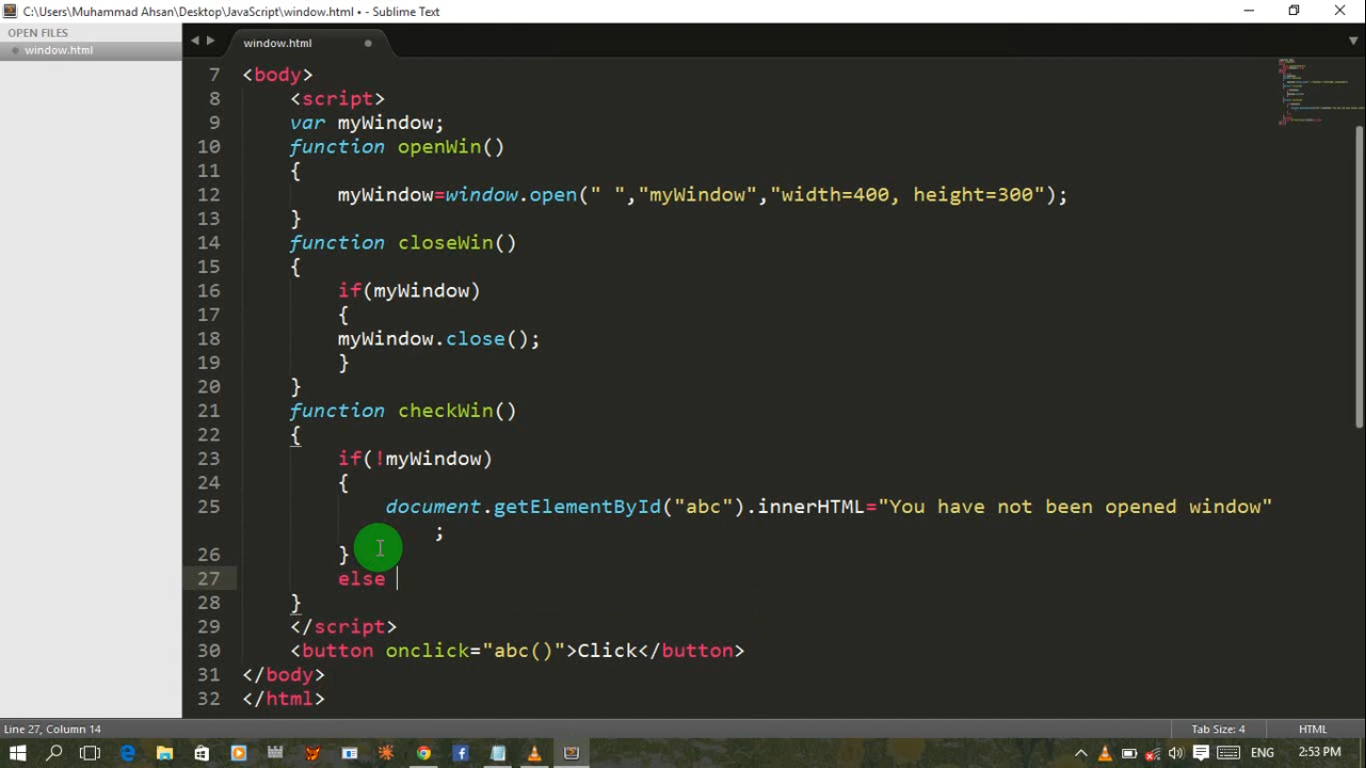 C:\Users\Muhammad Ahsan\Desktop\JavaScript\window.html • - Sublime Text
OPEN FILES
window.html
window.html
7 <body>
8 <script>
9 var myWindow;
10 function openWin()
11 {
12 myWindow=window.open(" ","myWindow","width=400, height=300");
13 }
14 function closeWin()
15 {
16 if(myWindow)
17 {
18 myWindow.close();
19 }
20 }
21 function checkWin()
22 {
23 if(!myWindow)
24 {
25 document.getElementById("abc").innerHTML="You have not been opened window"
;
26 }
27 else
28 }
29 </script>
30 <button onclick="abc()">Click</button>
31 </body>
32 </html>
Line 27, Column 14
Tab Size: 4
HTML
ENG
2:53 PM